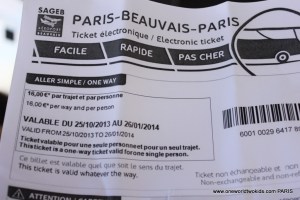 SAGEB
PARIS-BEAUVAIS-PARIS
Ticket électronique / Electronic ticket
FACILE RAPIDE PAS CHER
ALLER SIMPLE / ONE WAY
16,00€ par trajet et par personne
16,00€ per way and per person
VALABLE DU 25/10/2013 AU 26/01/2014
VALID FROM 25/10/2013 TO 26/01/2014
Ticket valable pour une seule personne et pour un seul trajet.
This ticket is a one-way ticket valid for one single person.
Ce billet est valable quel que soit le sens du trajet.
This ticket is valid whatever the way.
6001 0029 6417 89
Ticket non échangeable et non
Non-exchangeable and non-re
ATTENTION / CAREFUL
www.oneworldtwokids.com PARIS